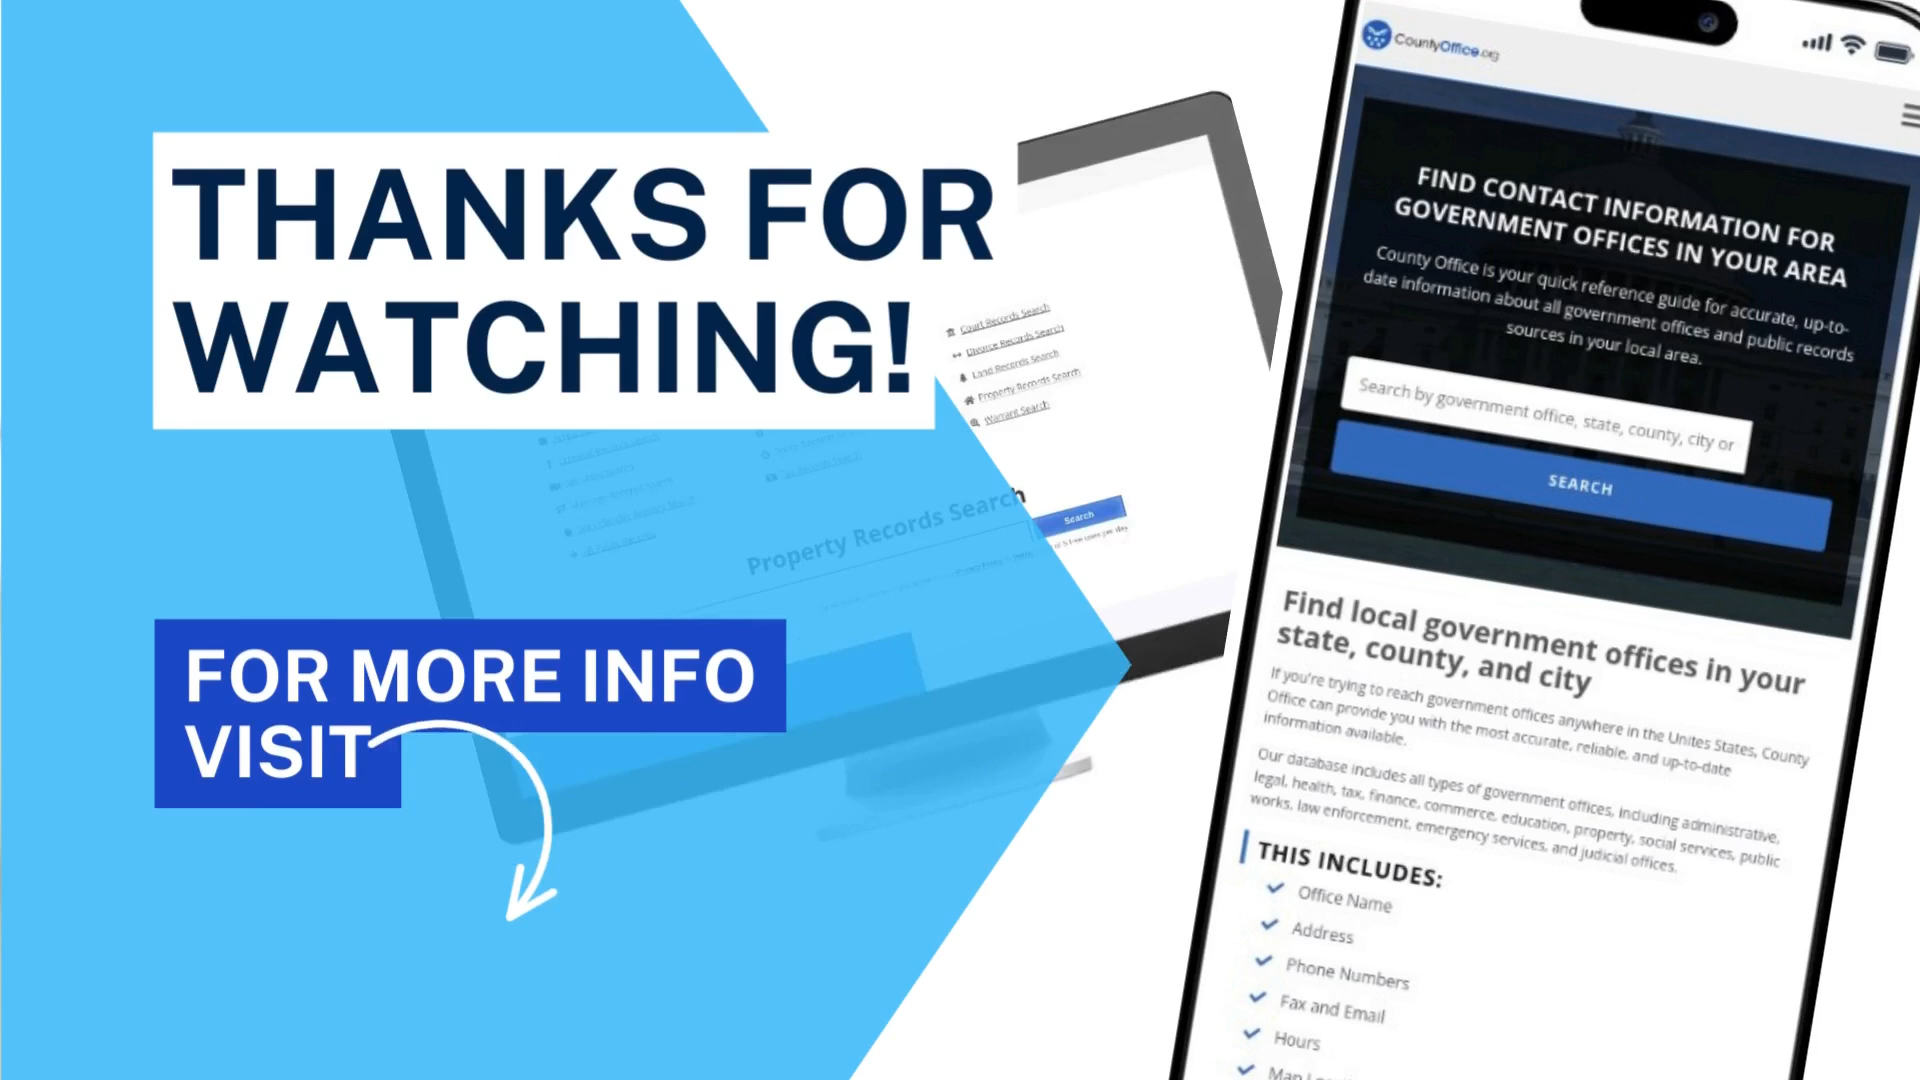 THANKS FOR
WATCHING!
FOR MORE INFO
VISIT
Court Records Search
Divorce Records Search
Land Records Search
Property Records Search
Warrant Search
Property Records Search
Search
CountyOffice.org
FIND CONTACT INFORMATION FOR
GOVERNMENT OFFICES IN YOUR AREA
County Office is your quick reference guide for accurate, up-to-
date information about all government offices and public records
sources in your local area.
Search by government office, state, county, city or
SEARCH
Find local government offices in your
state, county, and city
If you're trying to reach government offices anywhere in the Unites States, County
Office can provide you with the most accurate, reliable, and up-to-date
information available.
Our database includes all types of government offices, including administrative,
legal, health, tax, finance, commerce, education, property, social services, public
works, law enforcement, emergency services, and judicial offices.
THIS INCLUDES:
Office Name
Address
Phone Numbers
Fax and Email
Hours
Map